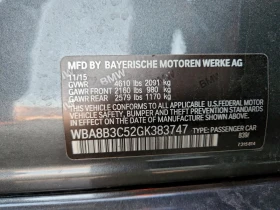 MFD BY BAYERISCHE MOTOREN WERKE AG
11/15
GVWR 4610 lbs 2091 kg
GAWR FRONT 2160 lbs 980 kg
GAWR REAR 2579 lbs 1170 kg
THIS VEHICLE CONFORMS TO ALL APPLICABLE U.S. FEDERAL MOTOR
VEHICLE SAFETY, BUMPER, AND THEFT PREVENTION
STANDARDS IN EFFECT ON THE DATE OF MANUFACTURE
SHOWN ABOVE.
WBA8B3C52GK383747 TYPE: PASSENGER CAR